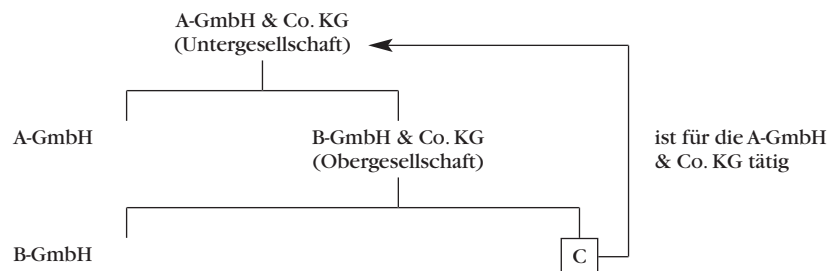 A-GmbH & Co. KG
(Untergesellschaft)
A-GmbH
B-GmbH & Co. KG
(Obergesellschaft)
ist für die A-GmbH
& Co. KG tätig
B-GmbH
C